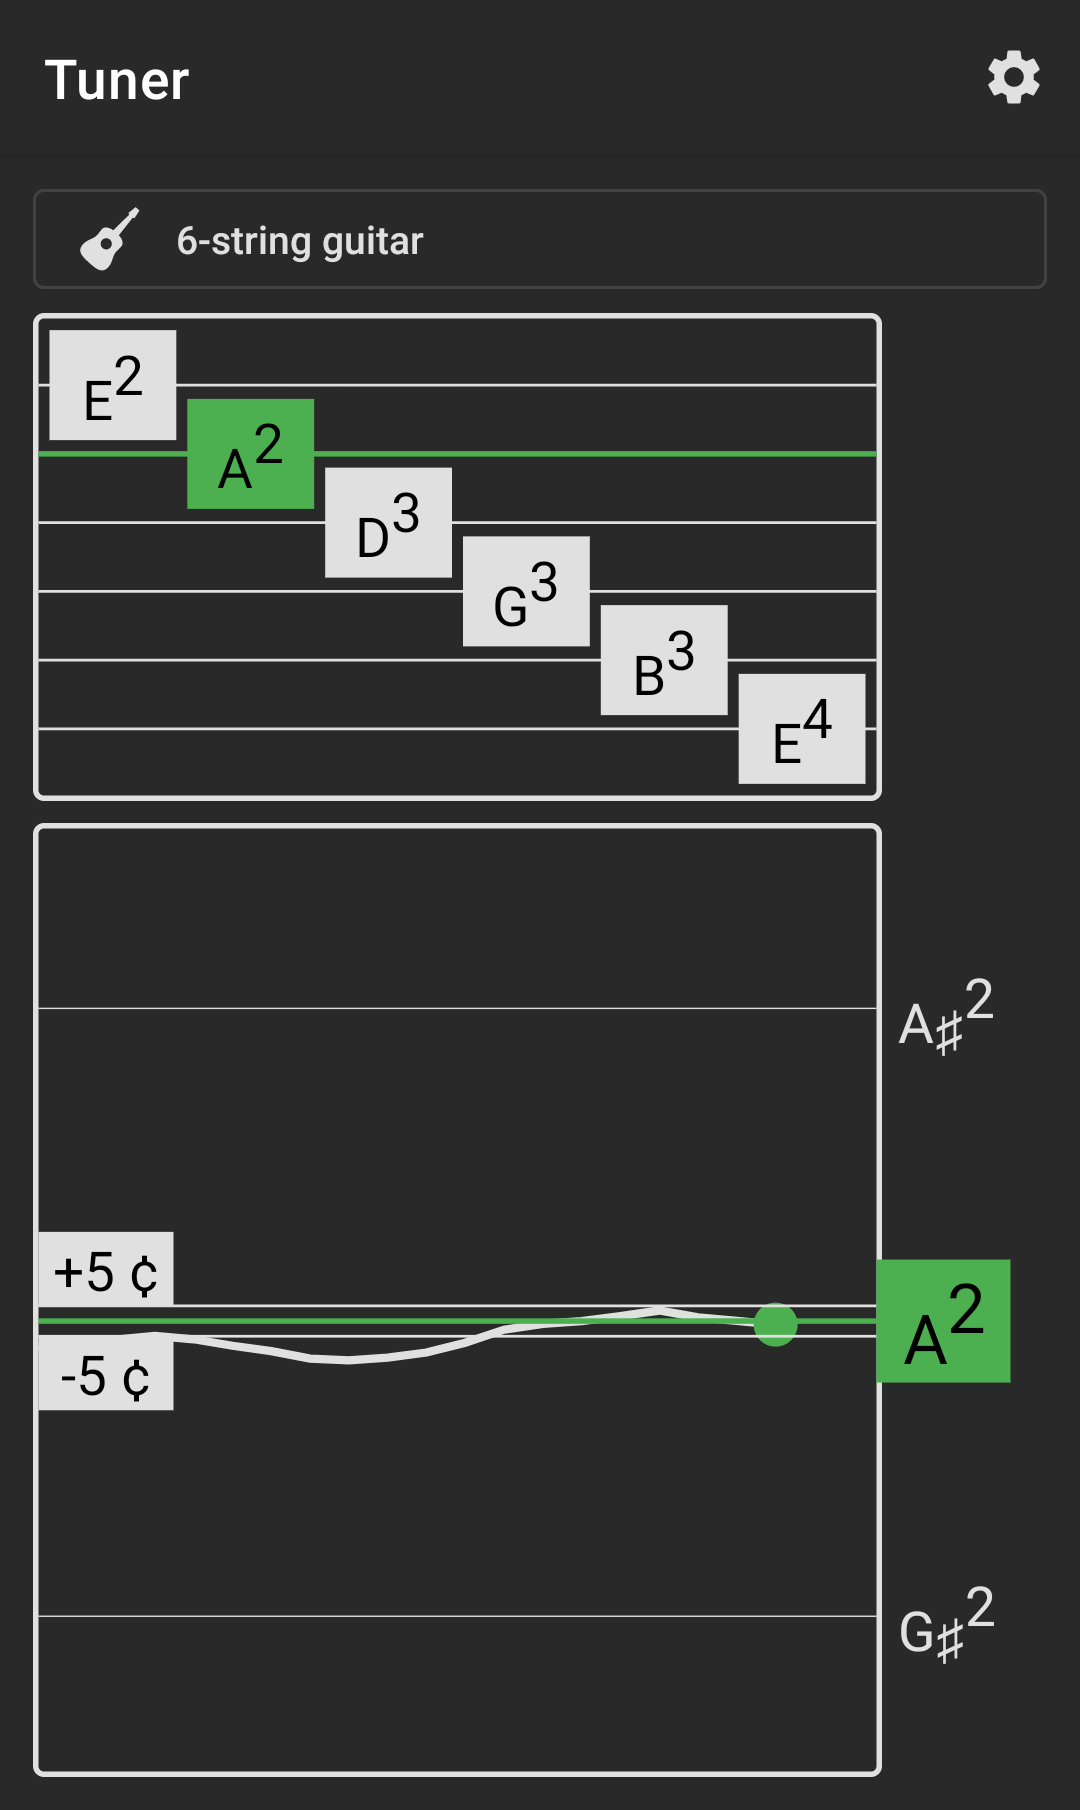 Tuner
6-string guitar
E2
A2
D3
G3
B3
E4
A♯2
+5 ¢
A2
-5 ¢
G♯2